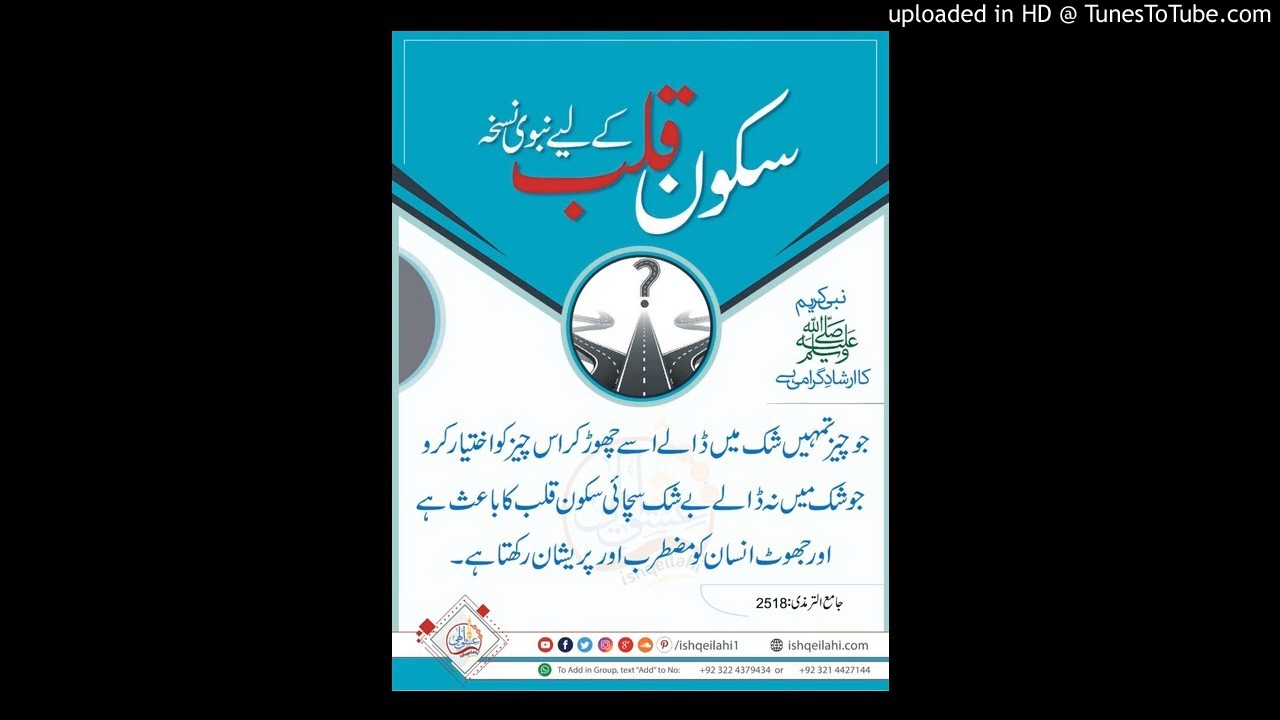 uploaded in HD @ TunesToTube.com
سکون قلب کے لیے نبوی نسخہ
نبی کریم
صلی اللہ علیہ وسلم
کا ارشاد گرامی ہے
جو چیز تمہیں شک میں ڈالے اسے چھوڑ کر اس چیز کو اختیار کرو
جو شک میں نہ ڈالے بے شک سچائی سکون قلب کا باعث ہے
اور جھوٹ انسان کو مضطرب اور پریشان رکھتا ہے۔
جامع الترمذی: 2518
عشق الٰہی
ishqeilahi
/ishqeilahi1
ishqeilahi.com
To Add in Group, text "Add" to No: +92 322 4379434 or +92 321 4427144